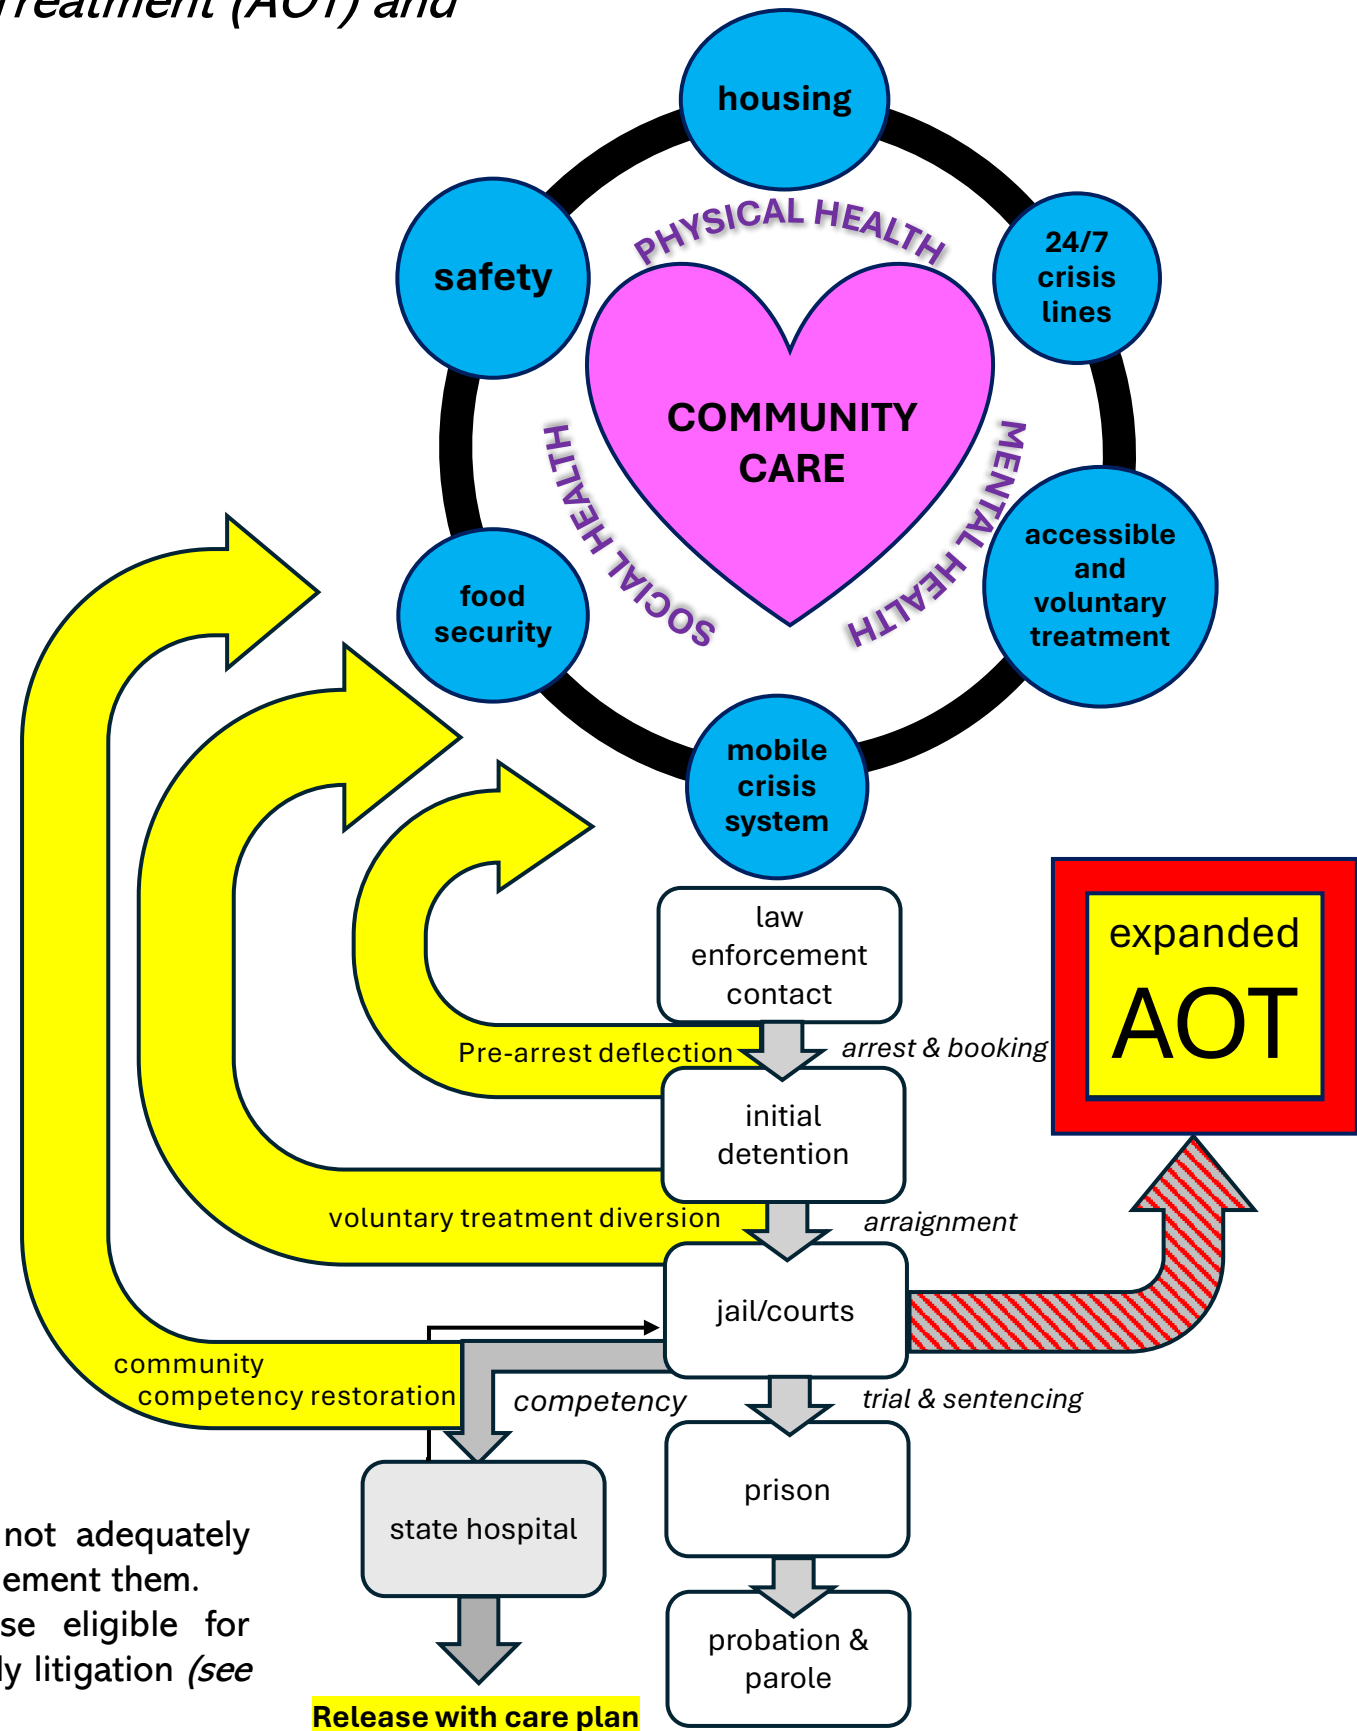 Treatment (AOT) and
housing
PHYSICAL HEALTH
safety
24/7
crisis
lines
COMMUNITY
CARE
SOCIAL HEALTH
MENTAL HEALTH
food
security
accessible
and
voluntary
treatment
mobile
crisis
system
law
enforcement
contact
expanded
AOT
Pre-arrest deflection
arrest & booking
initial
detention
voluntary treatment diversion
arraignment
jail/courts
community
competency restoration
competency
trial & sentencing
prison
state hospital
not adequately
ement them.
se eligible for
ly litigation (see
probation &
parole
Release with care plan